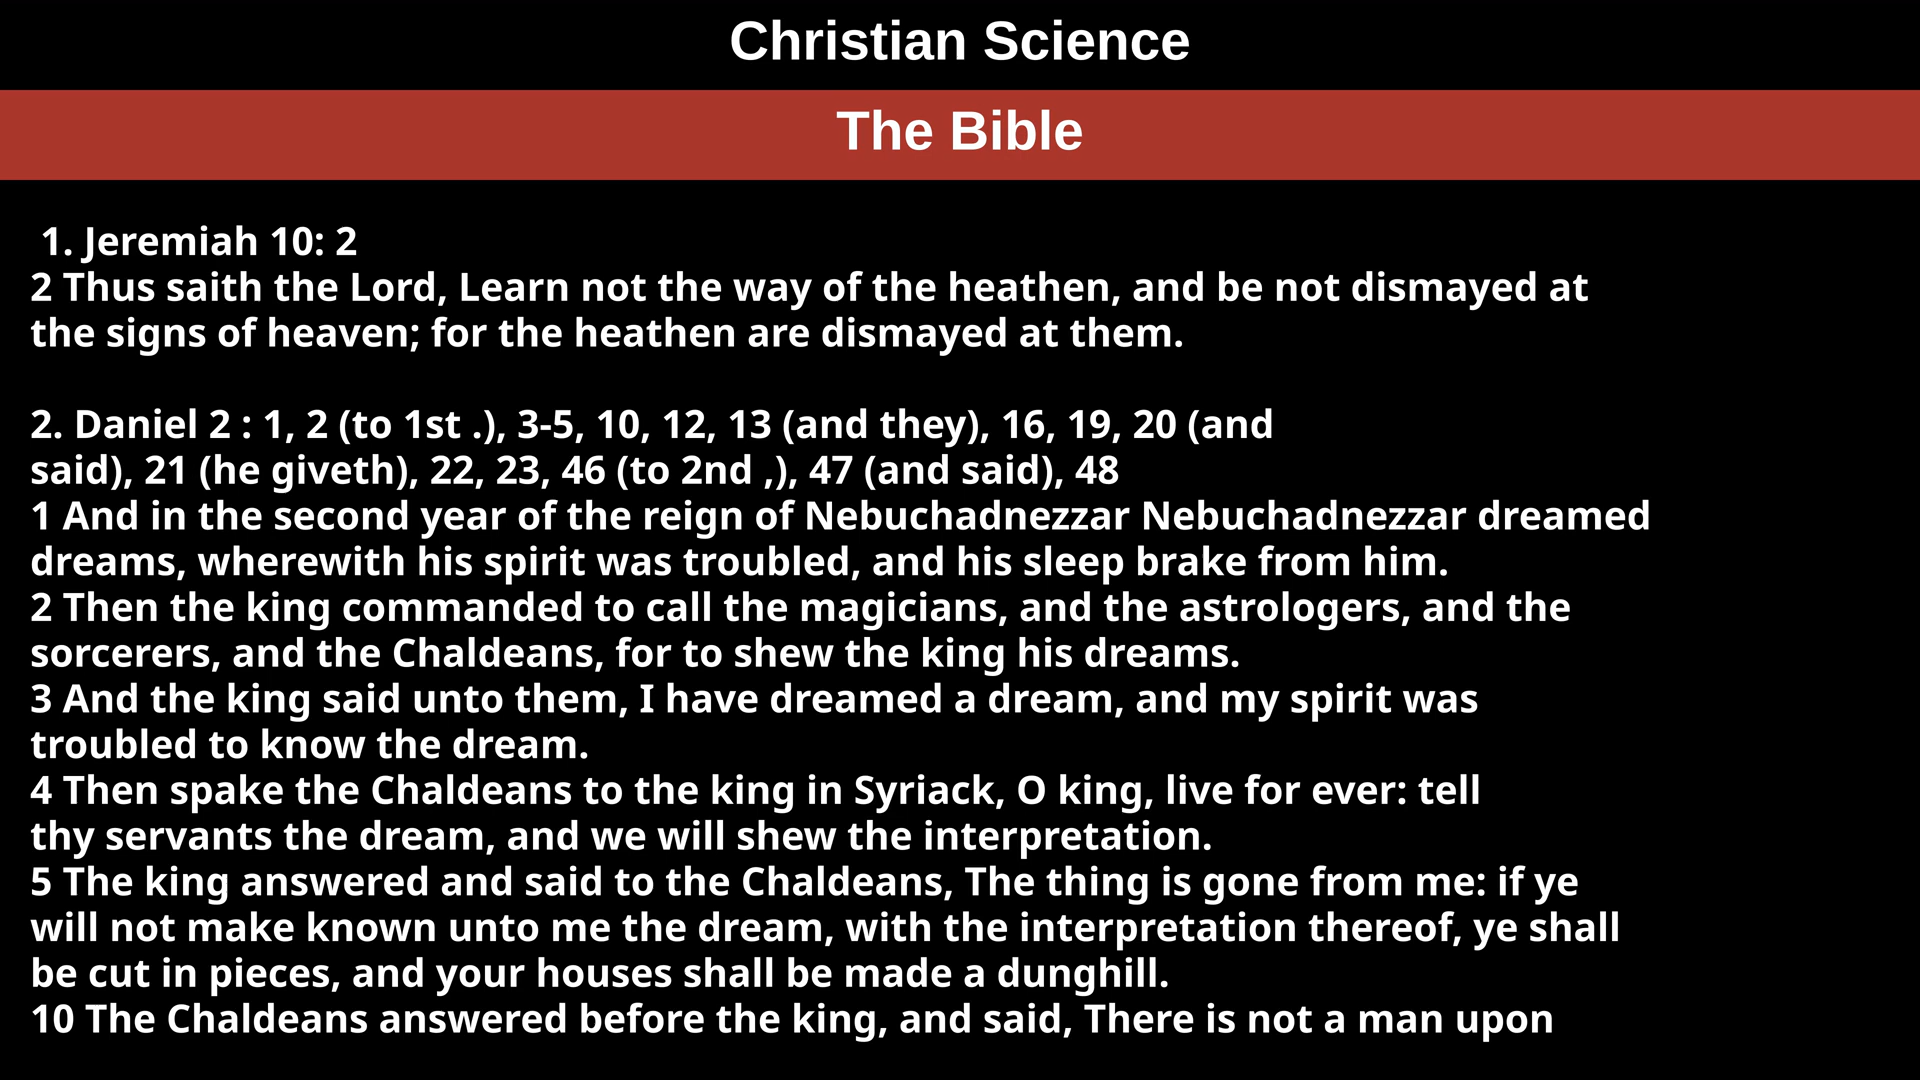 Christian Science
The Bible
1. Jeremiah 10: 2
2 Thus saith the Lord, Learn not the way of the heathen, and be not dismayed at
the signs of heaven; for the heathen are dismayed at them.
2. Daniel 2 : 1, 2 (to 1st .), 3-5, 10, 12, 13 (and they), 16, 19, 20 (and
said), 21 (he giveth), 22, 23, 46 (to 2nd ,), 47 (and said), 48
1 And in the second year of the reign of Nebuchadnezzar Nebuchadnezzar dreamed
dreams, wherewith his spirit was troubled, and his sleep brake from him.
2 Then the king commanded to call the magicians, and the astrologers, and the
sorcerers, and the Chaldeans, for to shew the king his dreams.
3 And the king said unto them, I have dreamed a dream, and my spirit was
troubled to know the dream.
4 Then spake the Chaldeans to the king in Syriack, O king, live for ever: tell
thy servants the dream, and we will shew the interpretation.
5 The king answered and said to the Chaldeans, The thing is gone from me: if ye
will not make known unto me the dream, with the interpretation thereof, ye shall
be cut in pieces, and your houses shall be made a dunghill.
10 The Chaldeans answered before the king, and said, There is not a man upon